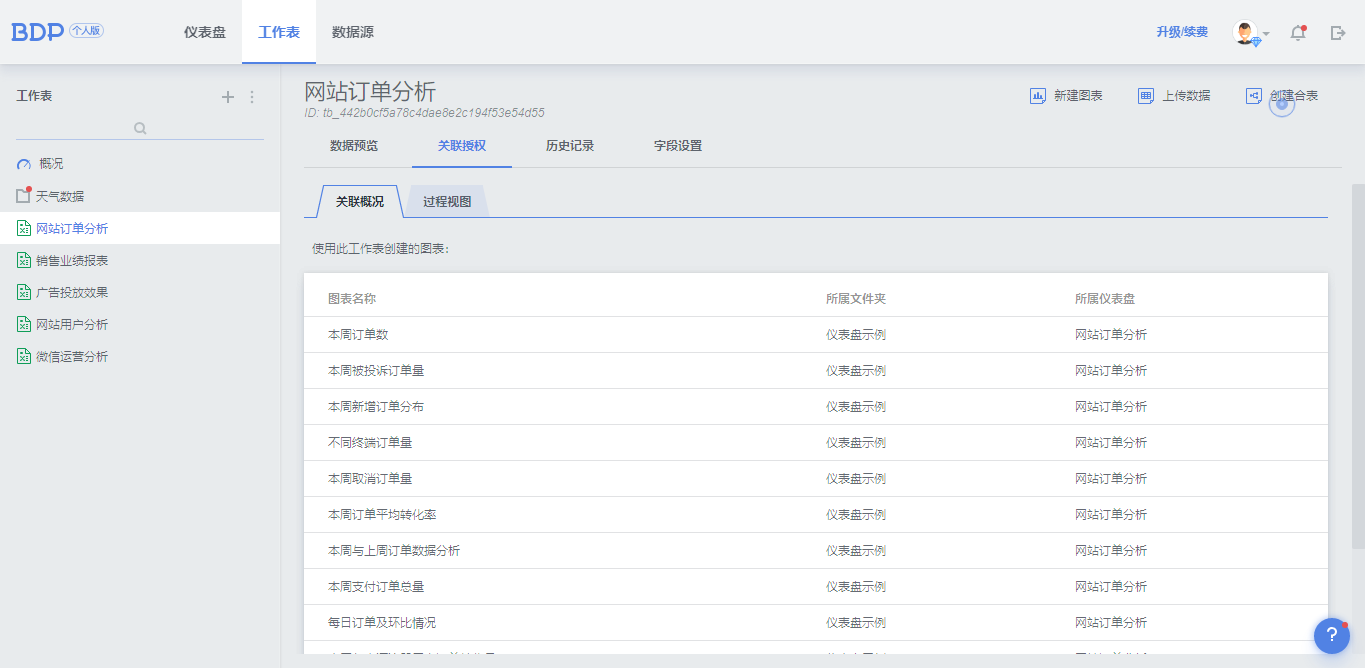 BDP 个人版 仪表盘 工作表 数据源 升级/续费
工作表
概况
天气数据
网站订单分析
销售业绩报表
广告投放效果
网站用户分析
微信运营分析
网站订单分析
ID: tb_442b0cf5a78c4dae8e2c194f53e54d55
新建图表 上传数据 创建合表
数据预览 关联授权 历史记录 字段设置
关联概况 过程视图
使用此工作表创建的图表：
图表名称 所属文件夹 所属仪表盘
本周订单数 仪表盘示例 网站订单分析
本周被投诉订单量 仪表盘示例 网站订单分析
本周新增订单分布 仪表盘示例 网站订单分析
不同终端订单量 仪表盘示例 网站订单分析
本周取消订单量 仪表盘示例 网站订单分析
本周订单平均转化率 仪表盘示例 网站订单分析
本周与上周订单数据分析 仪表盘示例 网站订单分析
本周支付订单总量 仪表盘示例 网站订单分析
每日订单及环比情况 仪表盘示例 网站订单分析
?